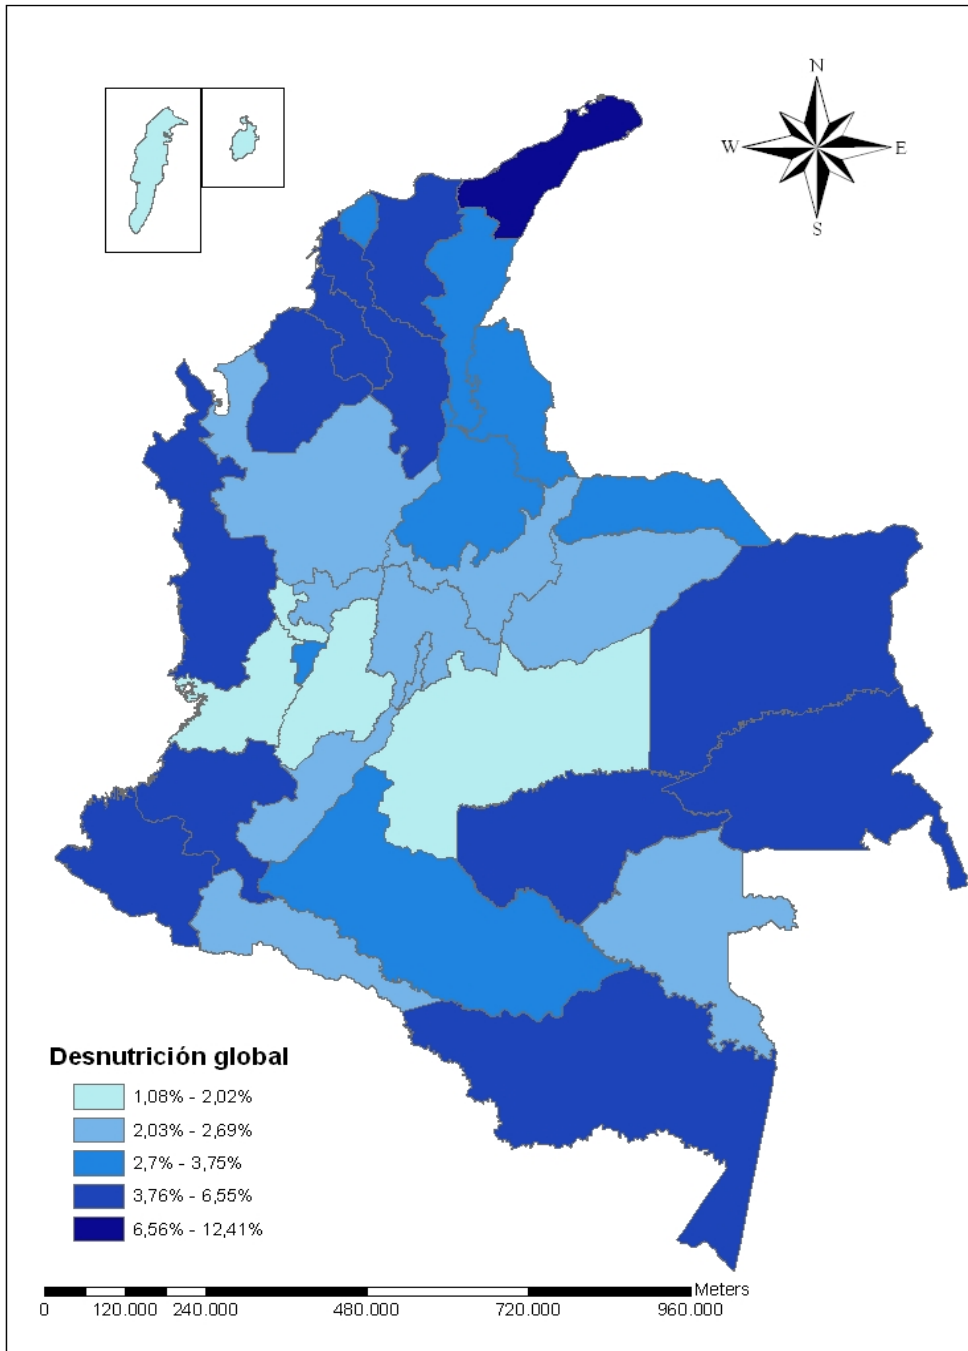 N
W
E
S
Desnutrición global
1,08% - 2,02%
2,03% - 2,69%
2,7% - 3,75%
3,76% - 6,55%
6,56% - 12,41%
Meters
0 120.000 240.000 480.000 720.000 960.000